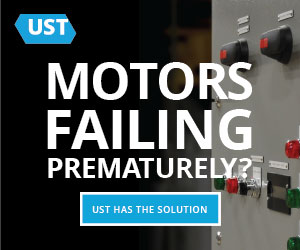 UST
MOTORS
FAILING
PREMATURELY?
UST HAS THE SOLUTION